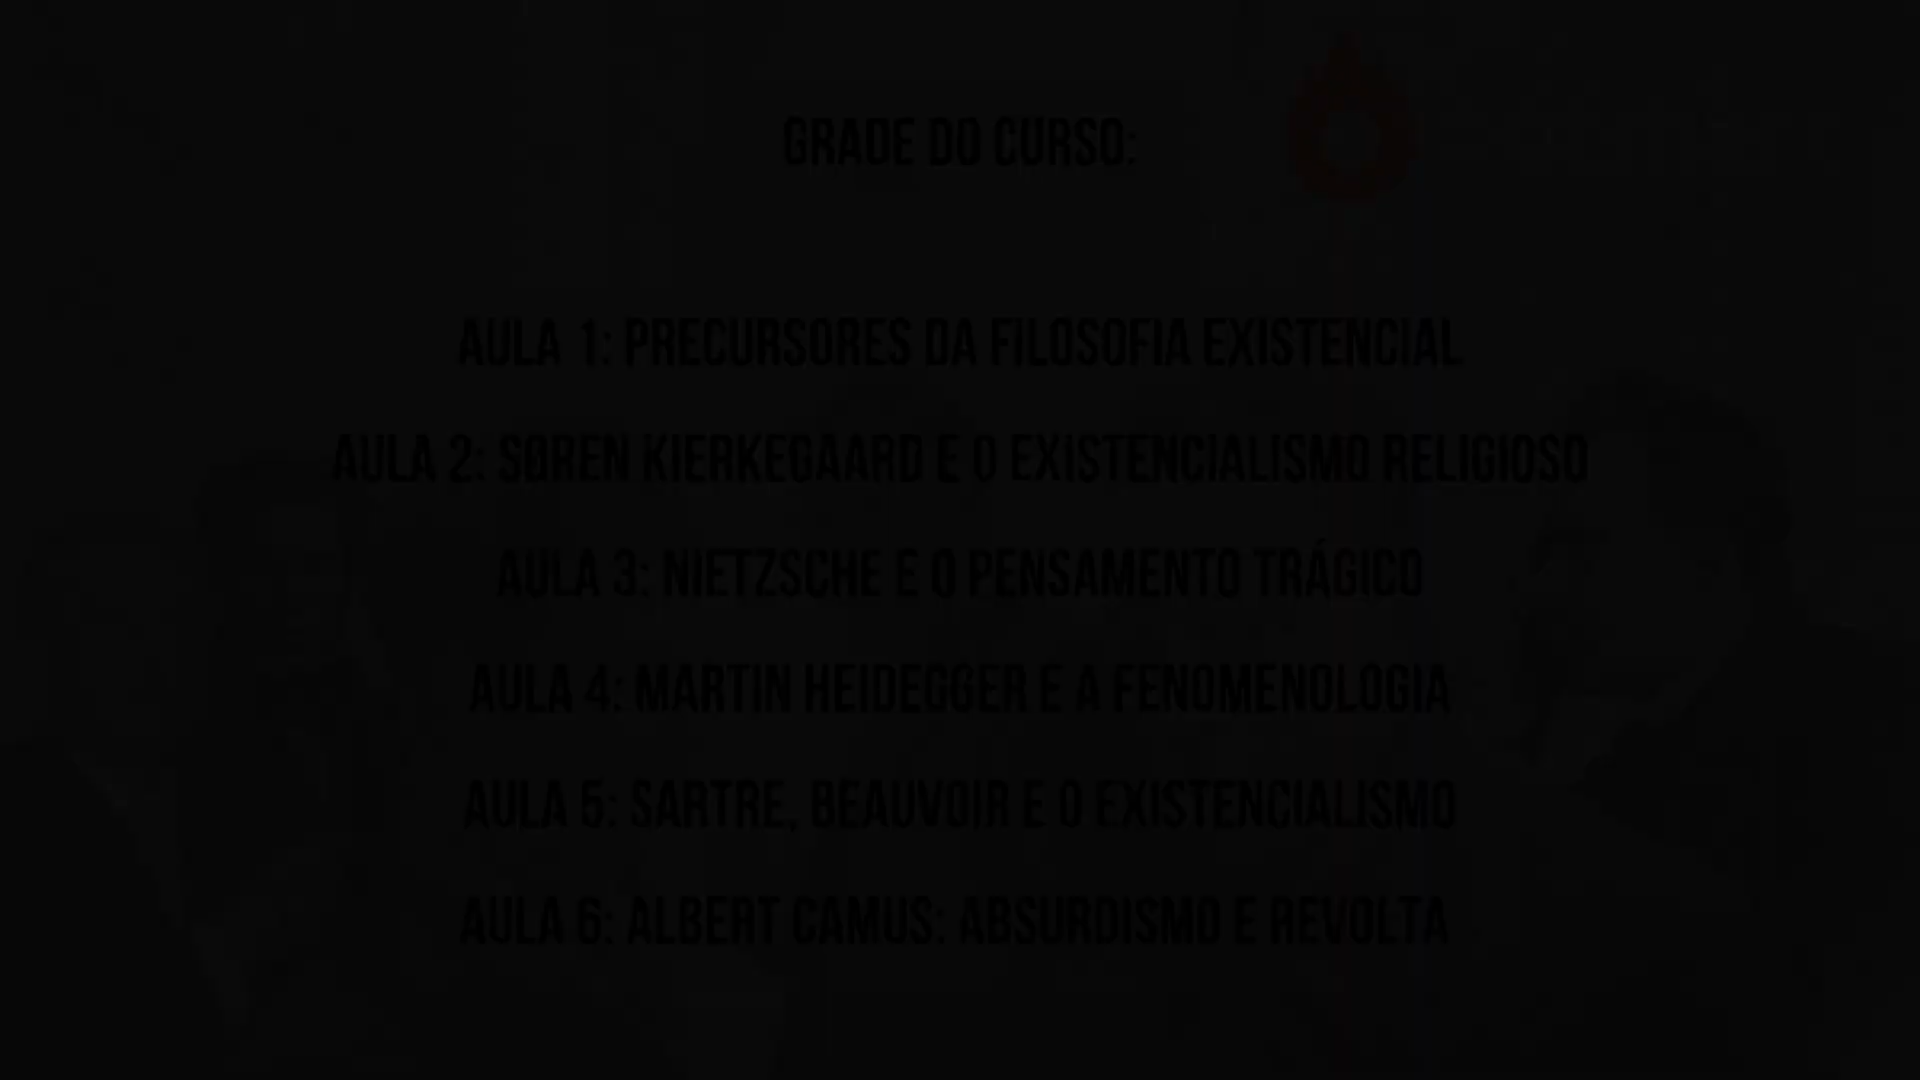 GRADE DO CURSO:
AULA 1: PRECURSORES DA FILOSOFIA EXISTENCIAL
AULA 2: SØREN KIERKEGAARD E O EXISTENCIALISMO RELIGIOSO
AULA 3: NIETZSCHE E O PENSAMENTO TRÁGICO
AULA 4: MARTIN HEIDEGGER E A FENOMENOLOGIA
AULA 5: SARTRE, BEAUVOIR E O EXISTENCIALISMO
AULA 6: ALBERT CAMUS: ABSURDISMO E REVOLTA